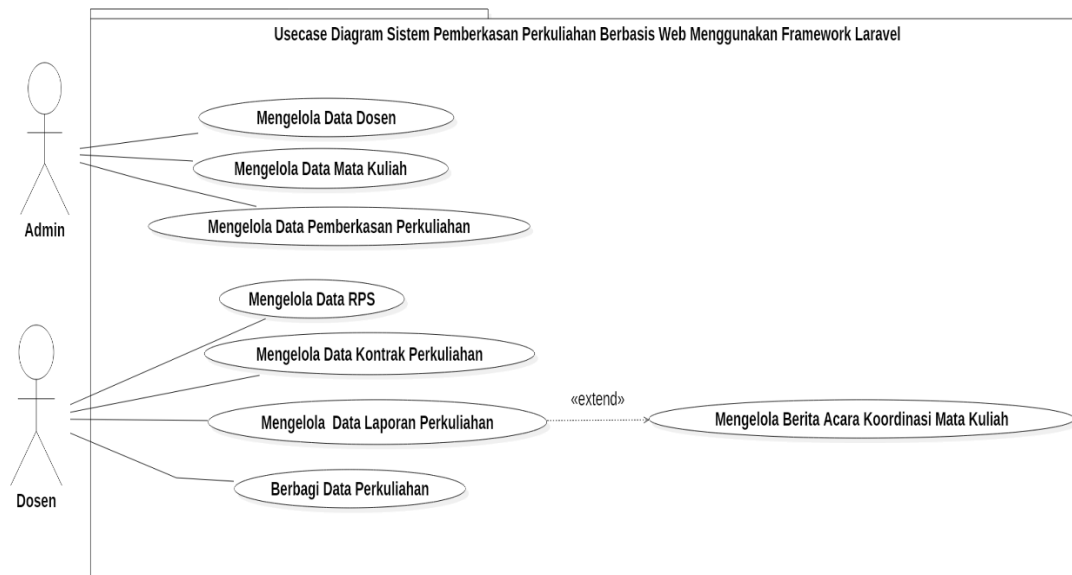 Usecase Diagram Sistem Pemberkasan Perkuliahan Berbasis Web Menggunakan Framework Laravel
Mengelola Data Dosen
Mengelola Data Mata Kuliah
Mengelola Data Pemberkasan Perkuliahan
Admin
Mengelola Data RPS
Mengelola Data Kontrak Perkuliahan
Mengelola Data Laporan Perkuliahan
«extend»
Mengelola Berita Acara Koordinasi Mata Kuliah
Berbagi Data Perkuliahan
Dosen